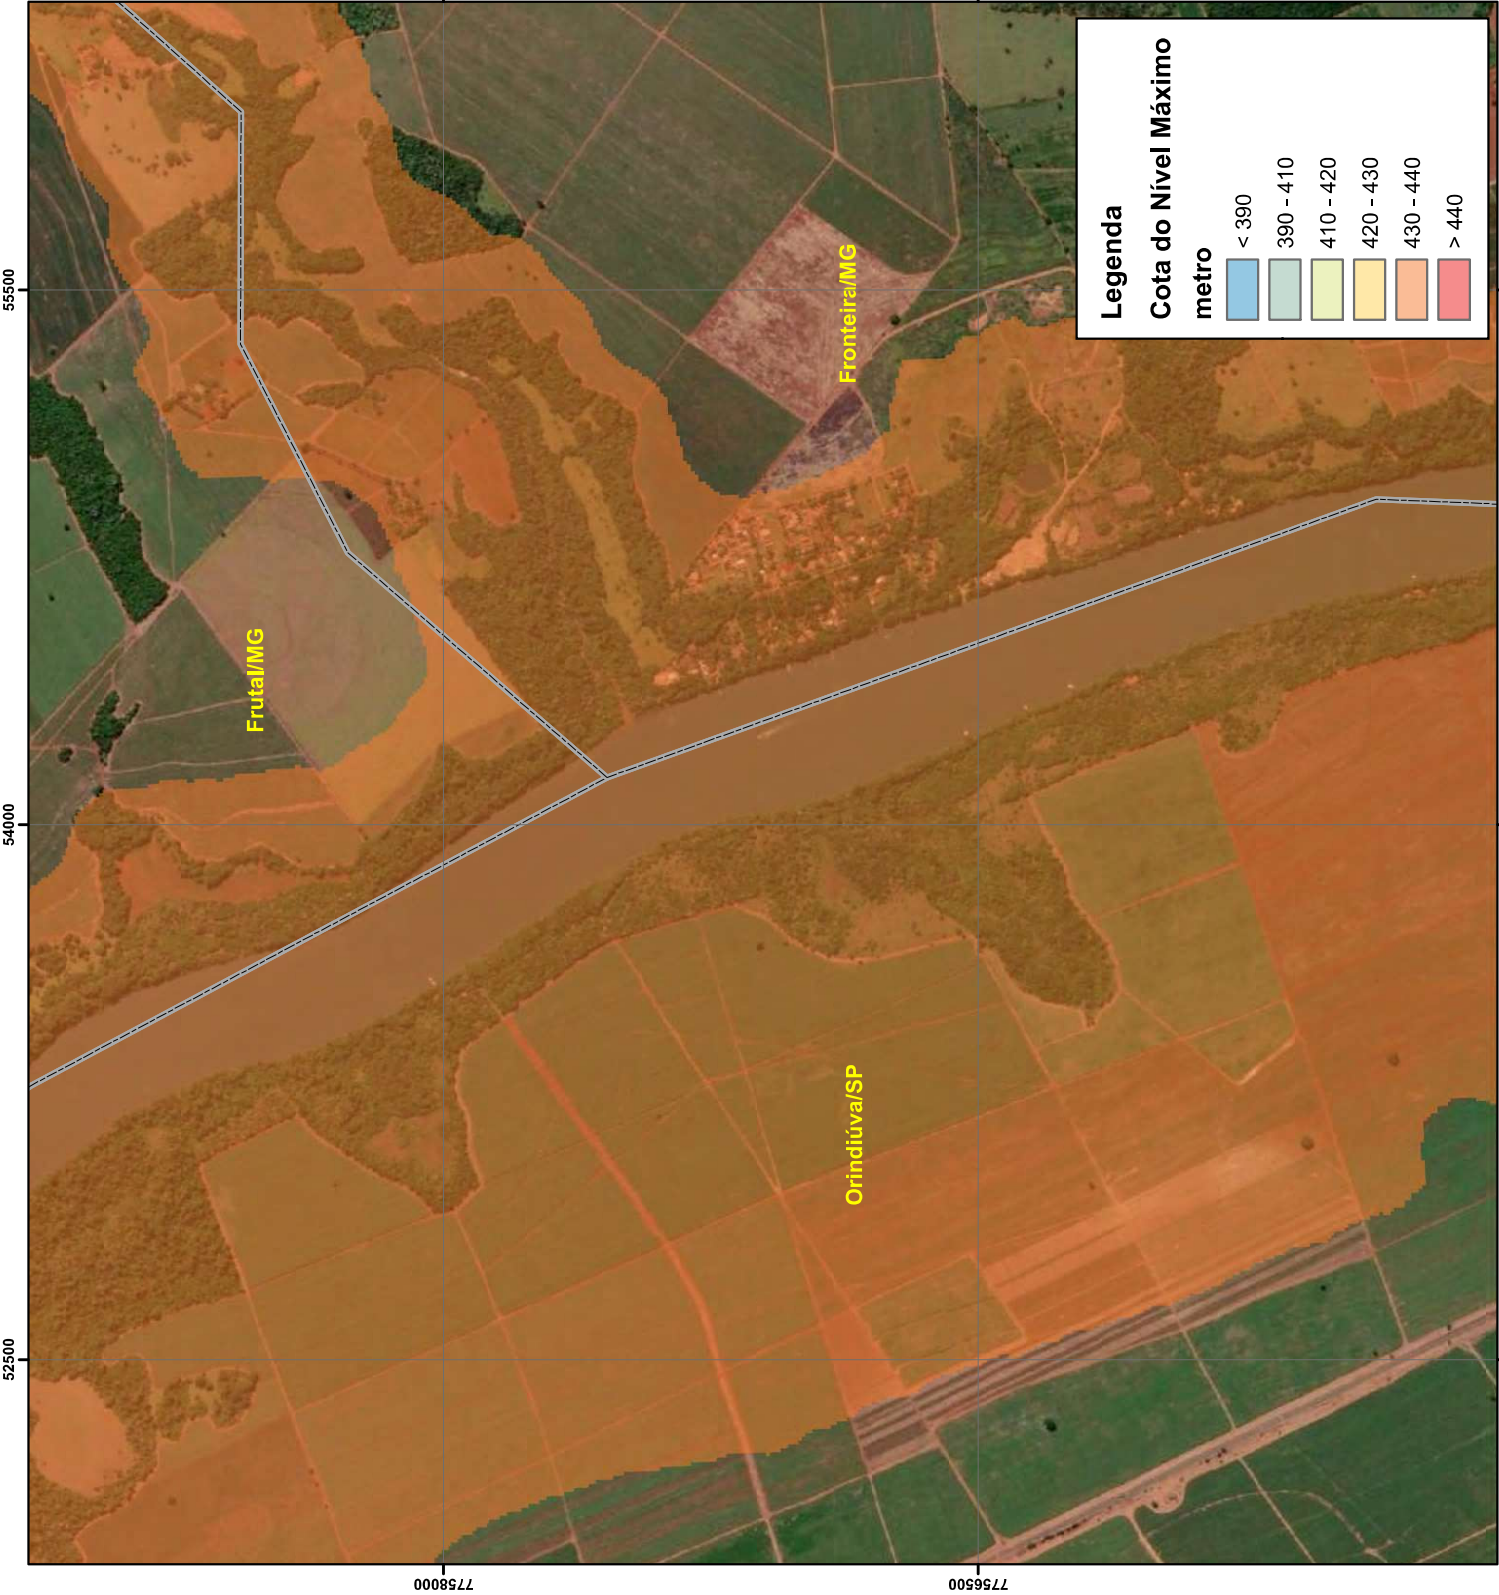 Legenda
Cota do Nível Máximo
metro
< 390
390 - 410
410 - 420
420 - 430
430 - 440
> 440
Frutal/MG
Fronteira/MG
Orindiúva/SP
55500
54000
52500
7758000
7756500